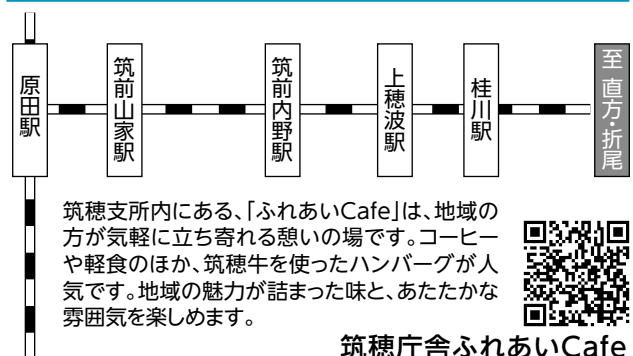 原田駅
筑前山家駅
筑前内野駅
上穂波駅
桂川駅
至 直方・折尾
筑穂支所内にある、「ふれあいCafe」は、地域の
方が気軽に立ち寄れる憩いの場です。コーヒー
や軽食のほか、筑穂牛を使ったハンバーグが人
気です。地域の魅力が詰まった味と、あたたかな
雰囲気を楽しめます。
筑穂庁舎ふれあいCafe